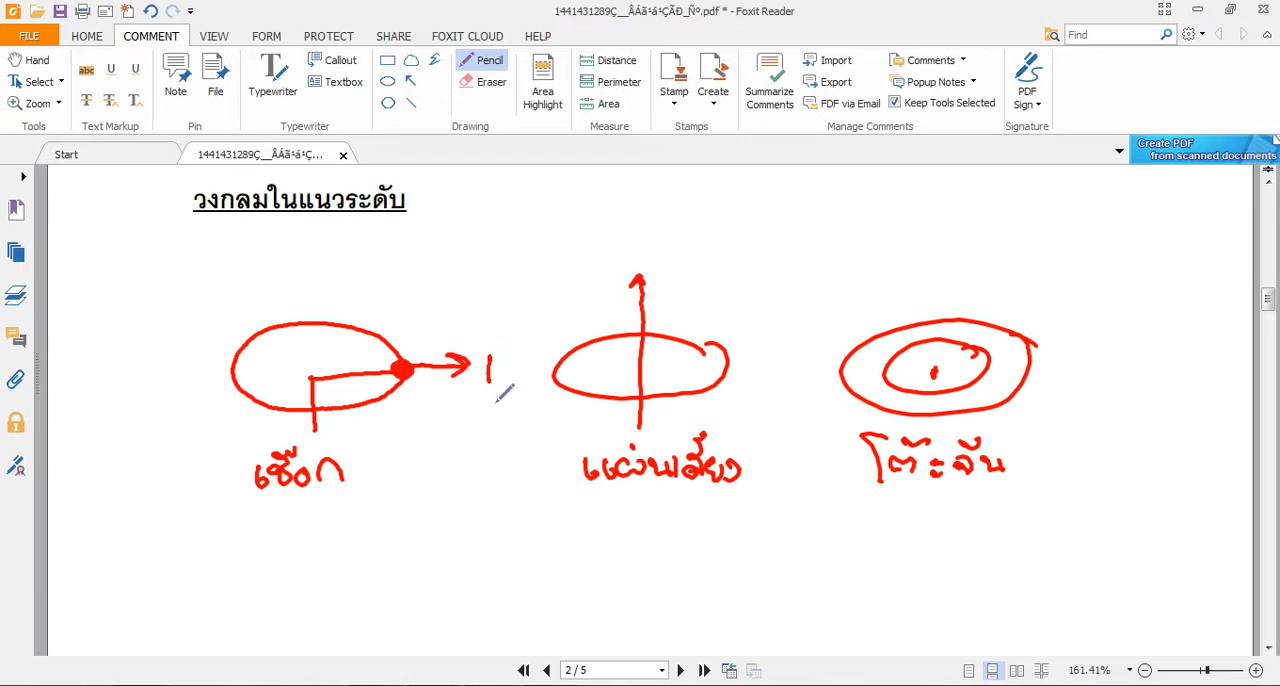 1441431289Ç__ÂÁã¹á¹ÇÃÐ_Ñº.pdf * - Foxit Reader
FILE HOME COMMENT VIEW FORM PROTECT SHARE FOXIT CLOUD HELP
Find
Hand
Select
Zoom
Tools
abc U U
T T T
Text Markup
Note
File
Pin
Typewriter
Callout
Textbox
Typewriter
Pencil
Eraser
Drawing
Area Highlight
Distance
Perimeter
Area
Measure
Stamp
Create
Stamps
Summarize Comments
Import
Export
FDF via Email
Comments
Popup Notes
Keep Tools Selected
Manage Comments
PDF Sign
Signature
Start
1441431289Ç__ÂÁã¹á¹Ç...
Create PDF
from scanned documents
วงกลมในแนวระดับ
เชือก
แผ่นเสียง
โต๊ะจีน
2 / 5
161.41%